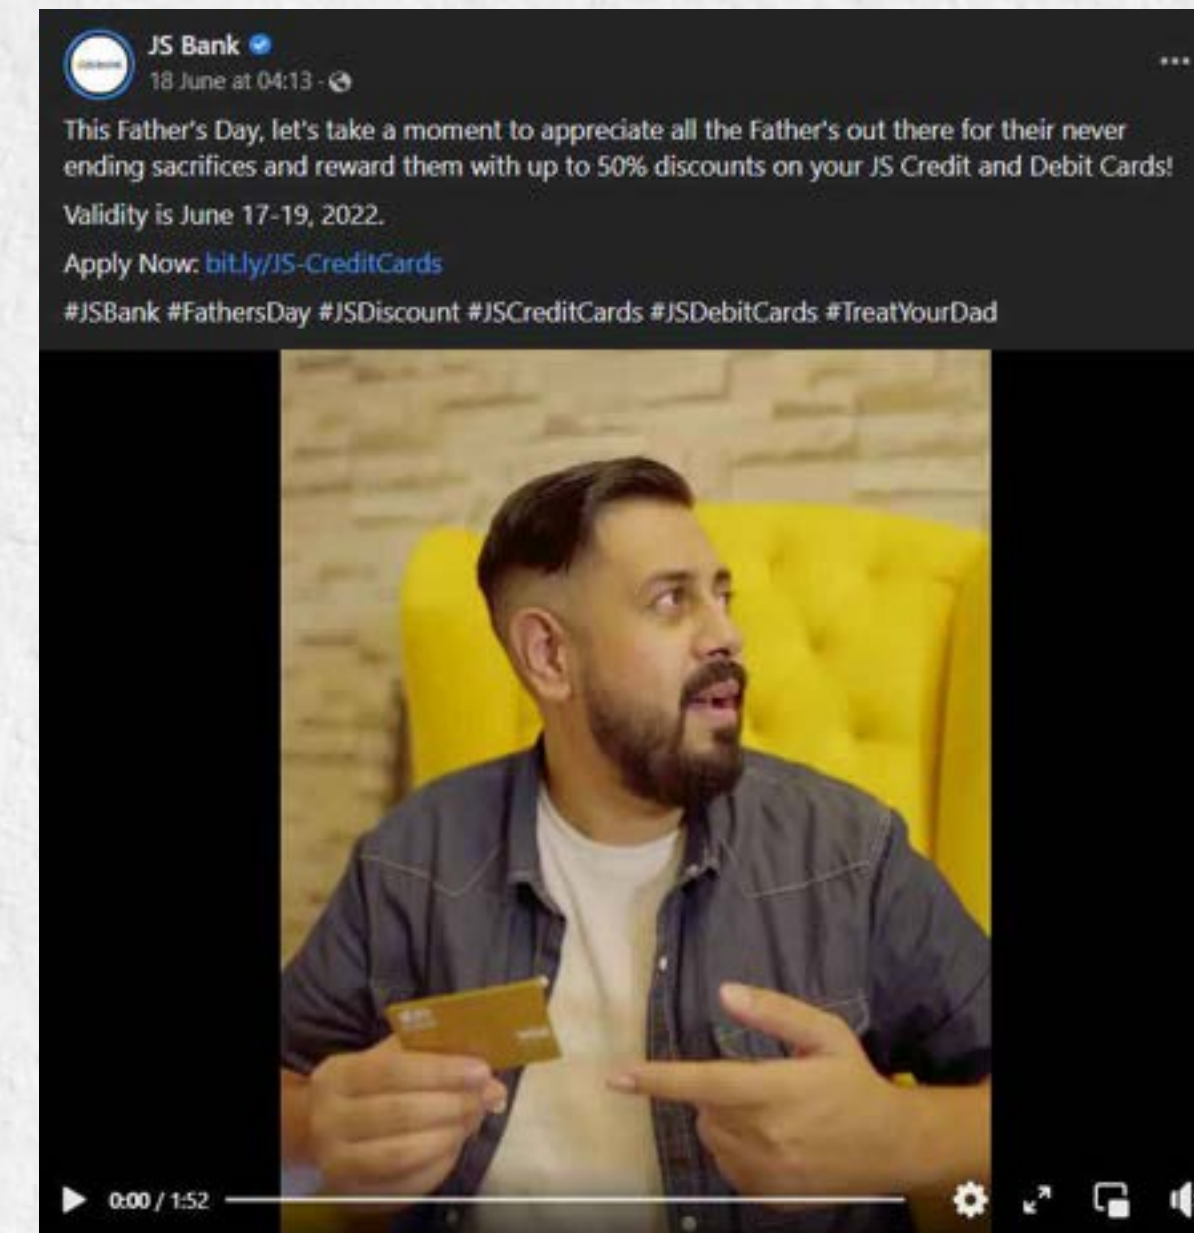 JS Bank
18 June at 04:13 ·
This Father's Day, let's take a moment to appreciate all the Father's out there for their never
ending sacrifices and reward them with up to 50% discounts on your JS Credit and Debit Cards!
Validity is June 17-19, 2022.
Apply Now: bit.ly/JS-CreditCards
#JSBank #FathersDay #JSDiscount #JSCreditCards #JSDebitCards #TreatYourDad
0:00 / 1:52